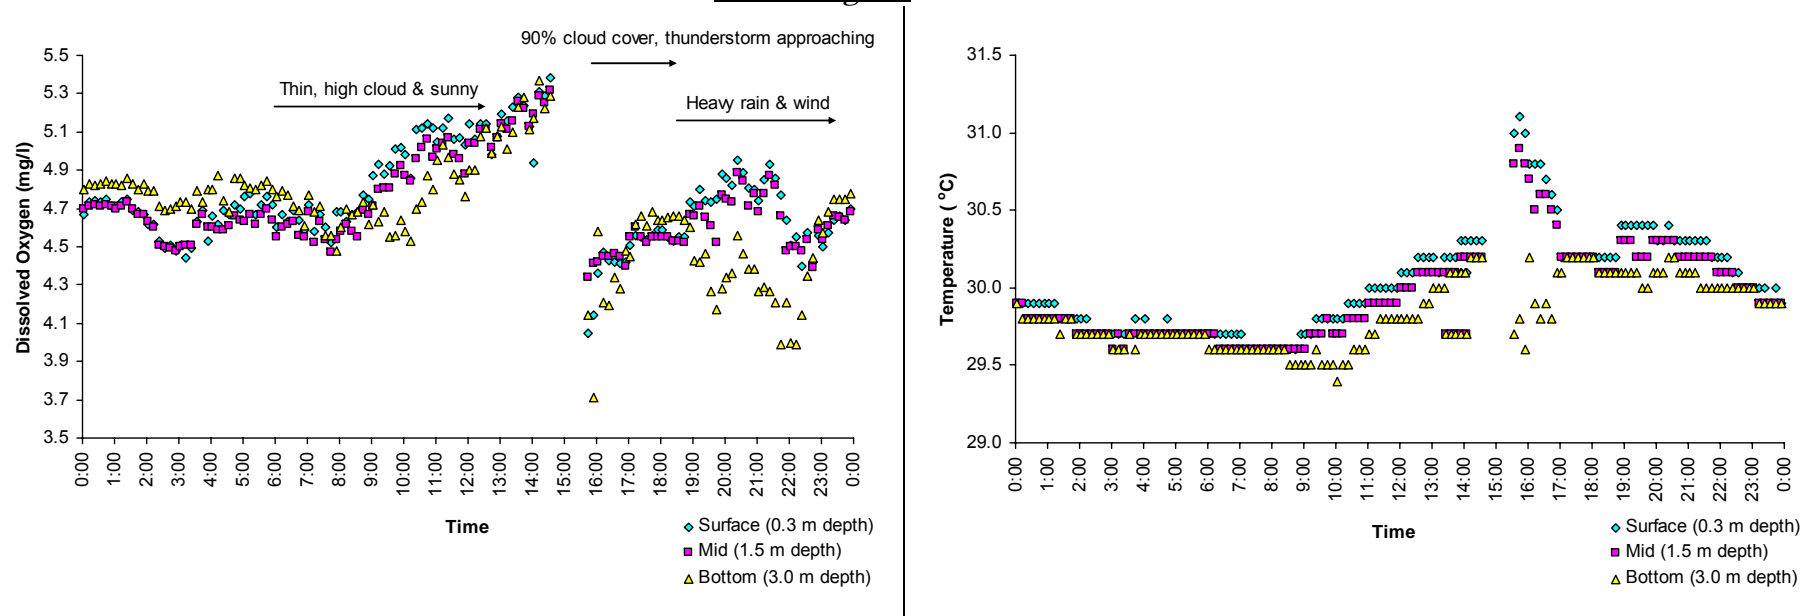 90% cloud cover, thunderstorm approaching
Thin, high cloud & sunny
Heavy rain & wind
Dissolved Oxygen (mg/l)
5.5
5.3
5.1
4.9
4.7
4.5
4.3
4.1
3.9
3.7
3.5
0:00 1:00 2:00 3:00 4:00 5:00 6:00 7:00 8:00 9:00 10:00 11:00 12:00 13:00 14:00 15:00 16:00 17:00 18:00 19:00 20:00 21:00 22:00 23:00 0:00
Time
Surface (0.3 m depth)
Mid (1.5 m depth)
Bottom (3.0 m depth)
Temperature ( °C)
31.5
31.0
30.5
30.0
29.5
29.0
0:00 1:00 2:00 3:00 4:00 5:00 6:00 7:00 8:00 9:00 10:00 11:00 12:00 13:00 14:00 15:00 16:00 17:00 18:00 19:00 20:00 21:00 22:00 23:00 0:00
Time
Surface (0.3 m depth)
Mid (1.5 m depth)
Bottom (3.0 m depth)